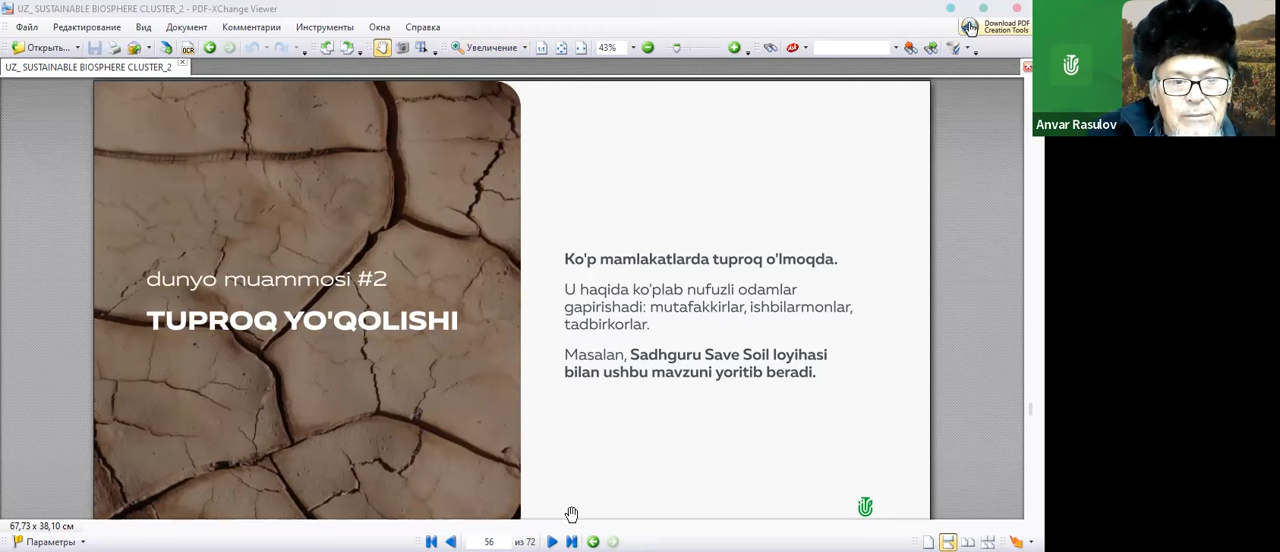 UZ_ SUSTAINABLE BIOSPHERE CLUSTER_2 - PDF-XChange Viewer
Файл Редактирование Вид Документ Комментарии Инструменты Окна Справка
Download PDF
Creation Tools
Открыть... OCR Увеличение 43%
UZ_ SUSTAINABLE BIOSPHERE CLUSTER_2
Anvar Rasulov
dunyo muammosi #2
TUPROQ YO'QOLISHI
Ko'p mamlakatlarda tuproq o'lmoqda.
U haqida ko'plab nufuzli odamlar
gapirishadi: mutafakkirlar, ishbilarmonlar,
tadbirkorlar.
Masalan, Sadhguru Save Soil loyihasi
bilan ushbu mavzuni yoritib beradi.
67,73 x 38,10 см
Параметры 56 из 72